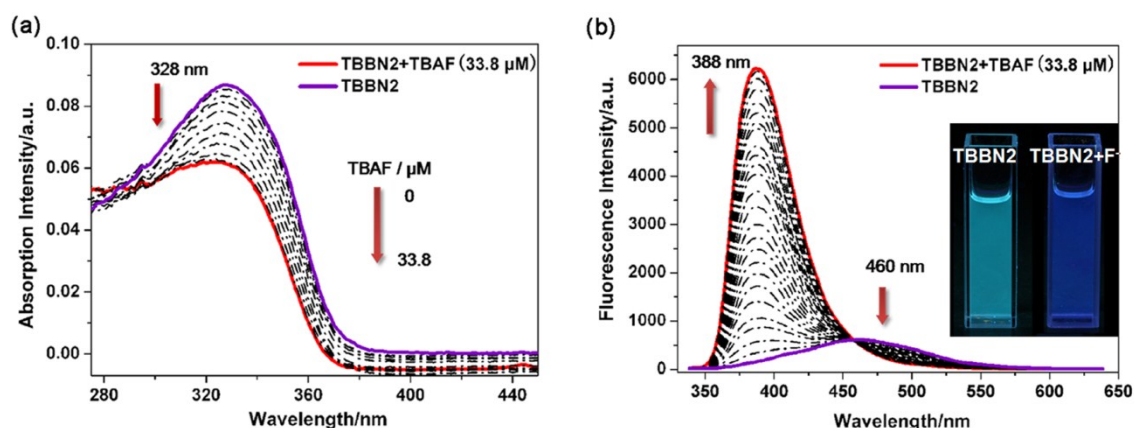 (a)
0.10
0.08
0.06
0.04
0.02
0.00
Absorption Intensity/a.u.
328 nm
TBBN2+TBAF (33.8 μM)
TBBN2
TBAF / μM
0
33.8
280
320
360
400
440
Wavelength/nm
(b)
6000
5000
4000
3000
2000
1000
0
Fluorescence Intensity/a.u.
388 nm
TBBN2+TBAF (33.8 μM)
TBBN2
460 nm
TBBN2
TBBN2+F⁻
350
400
450
500
550
600
650
Wavelength/nm